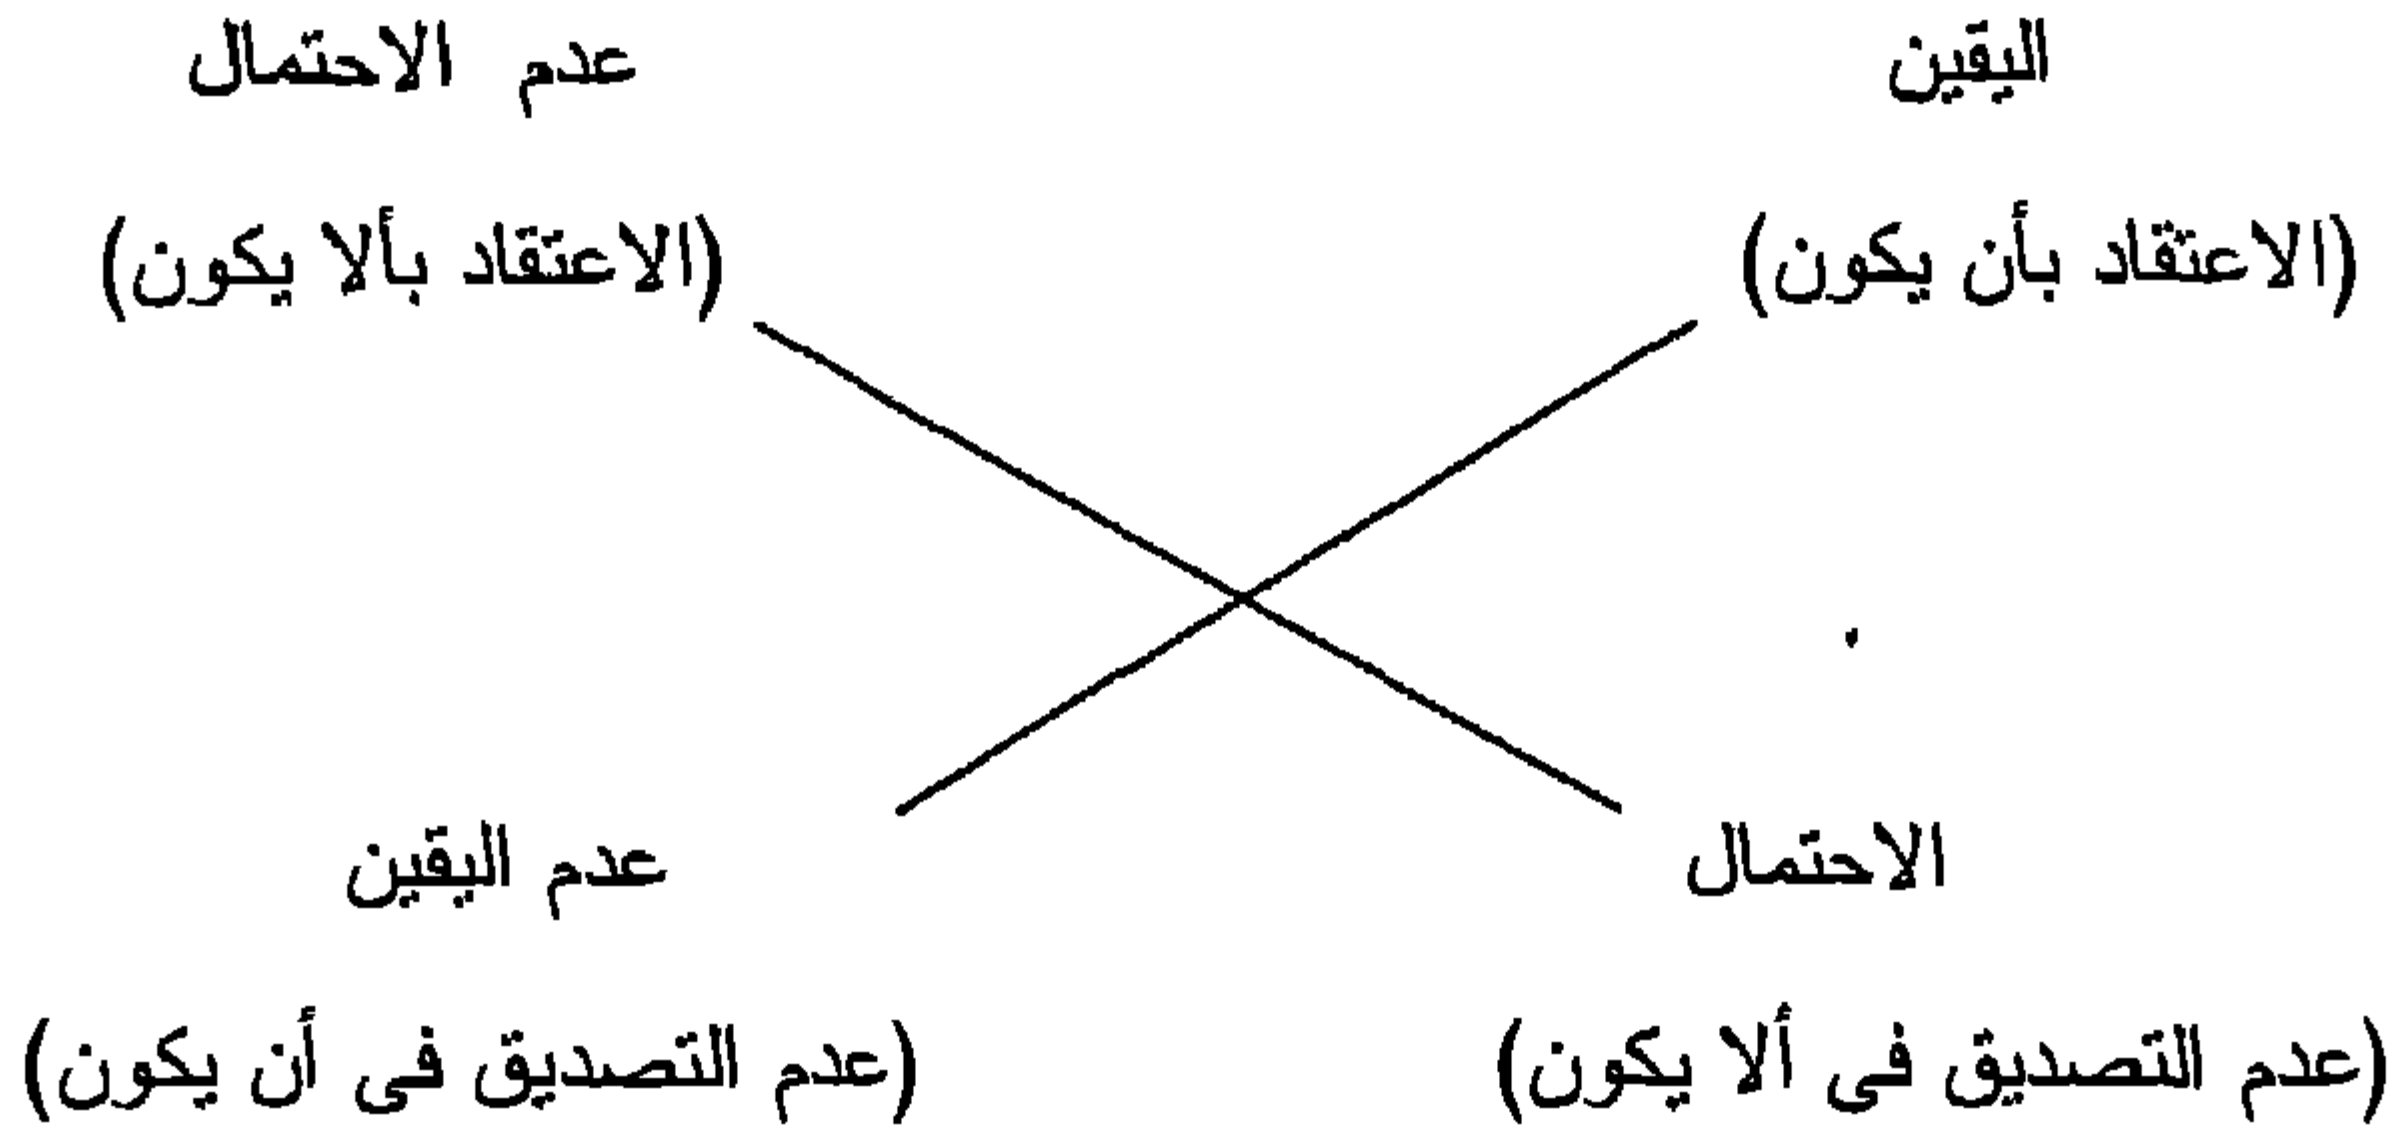 اليقين
عدم الاحتمال
(الاعتقاد بأن يكون)
(الاعتقاد بألا يكون)
الاحتمال
عدم اليقين
(عدم التصديق فى ألا يكون)
(عدم التصديق فى أن يكون)